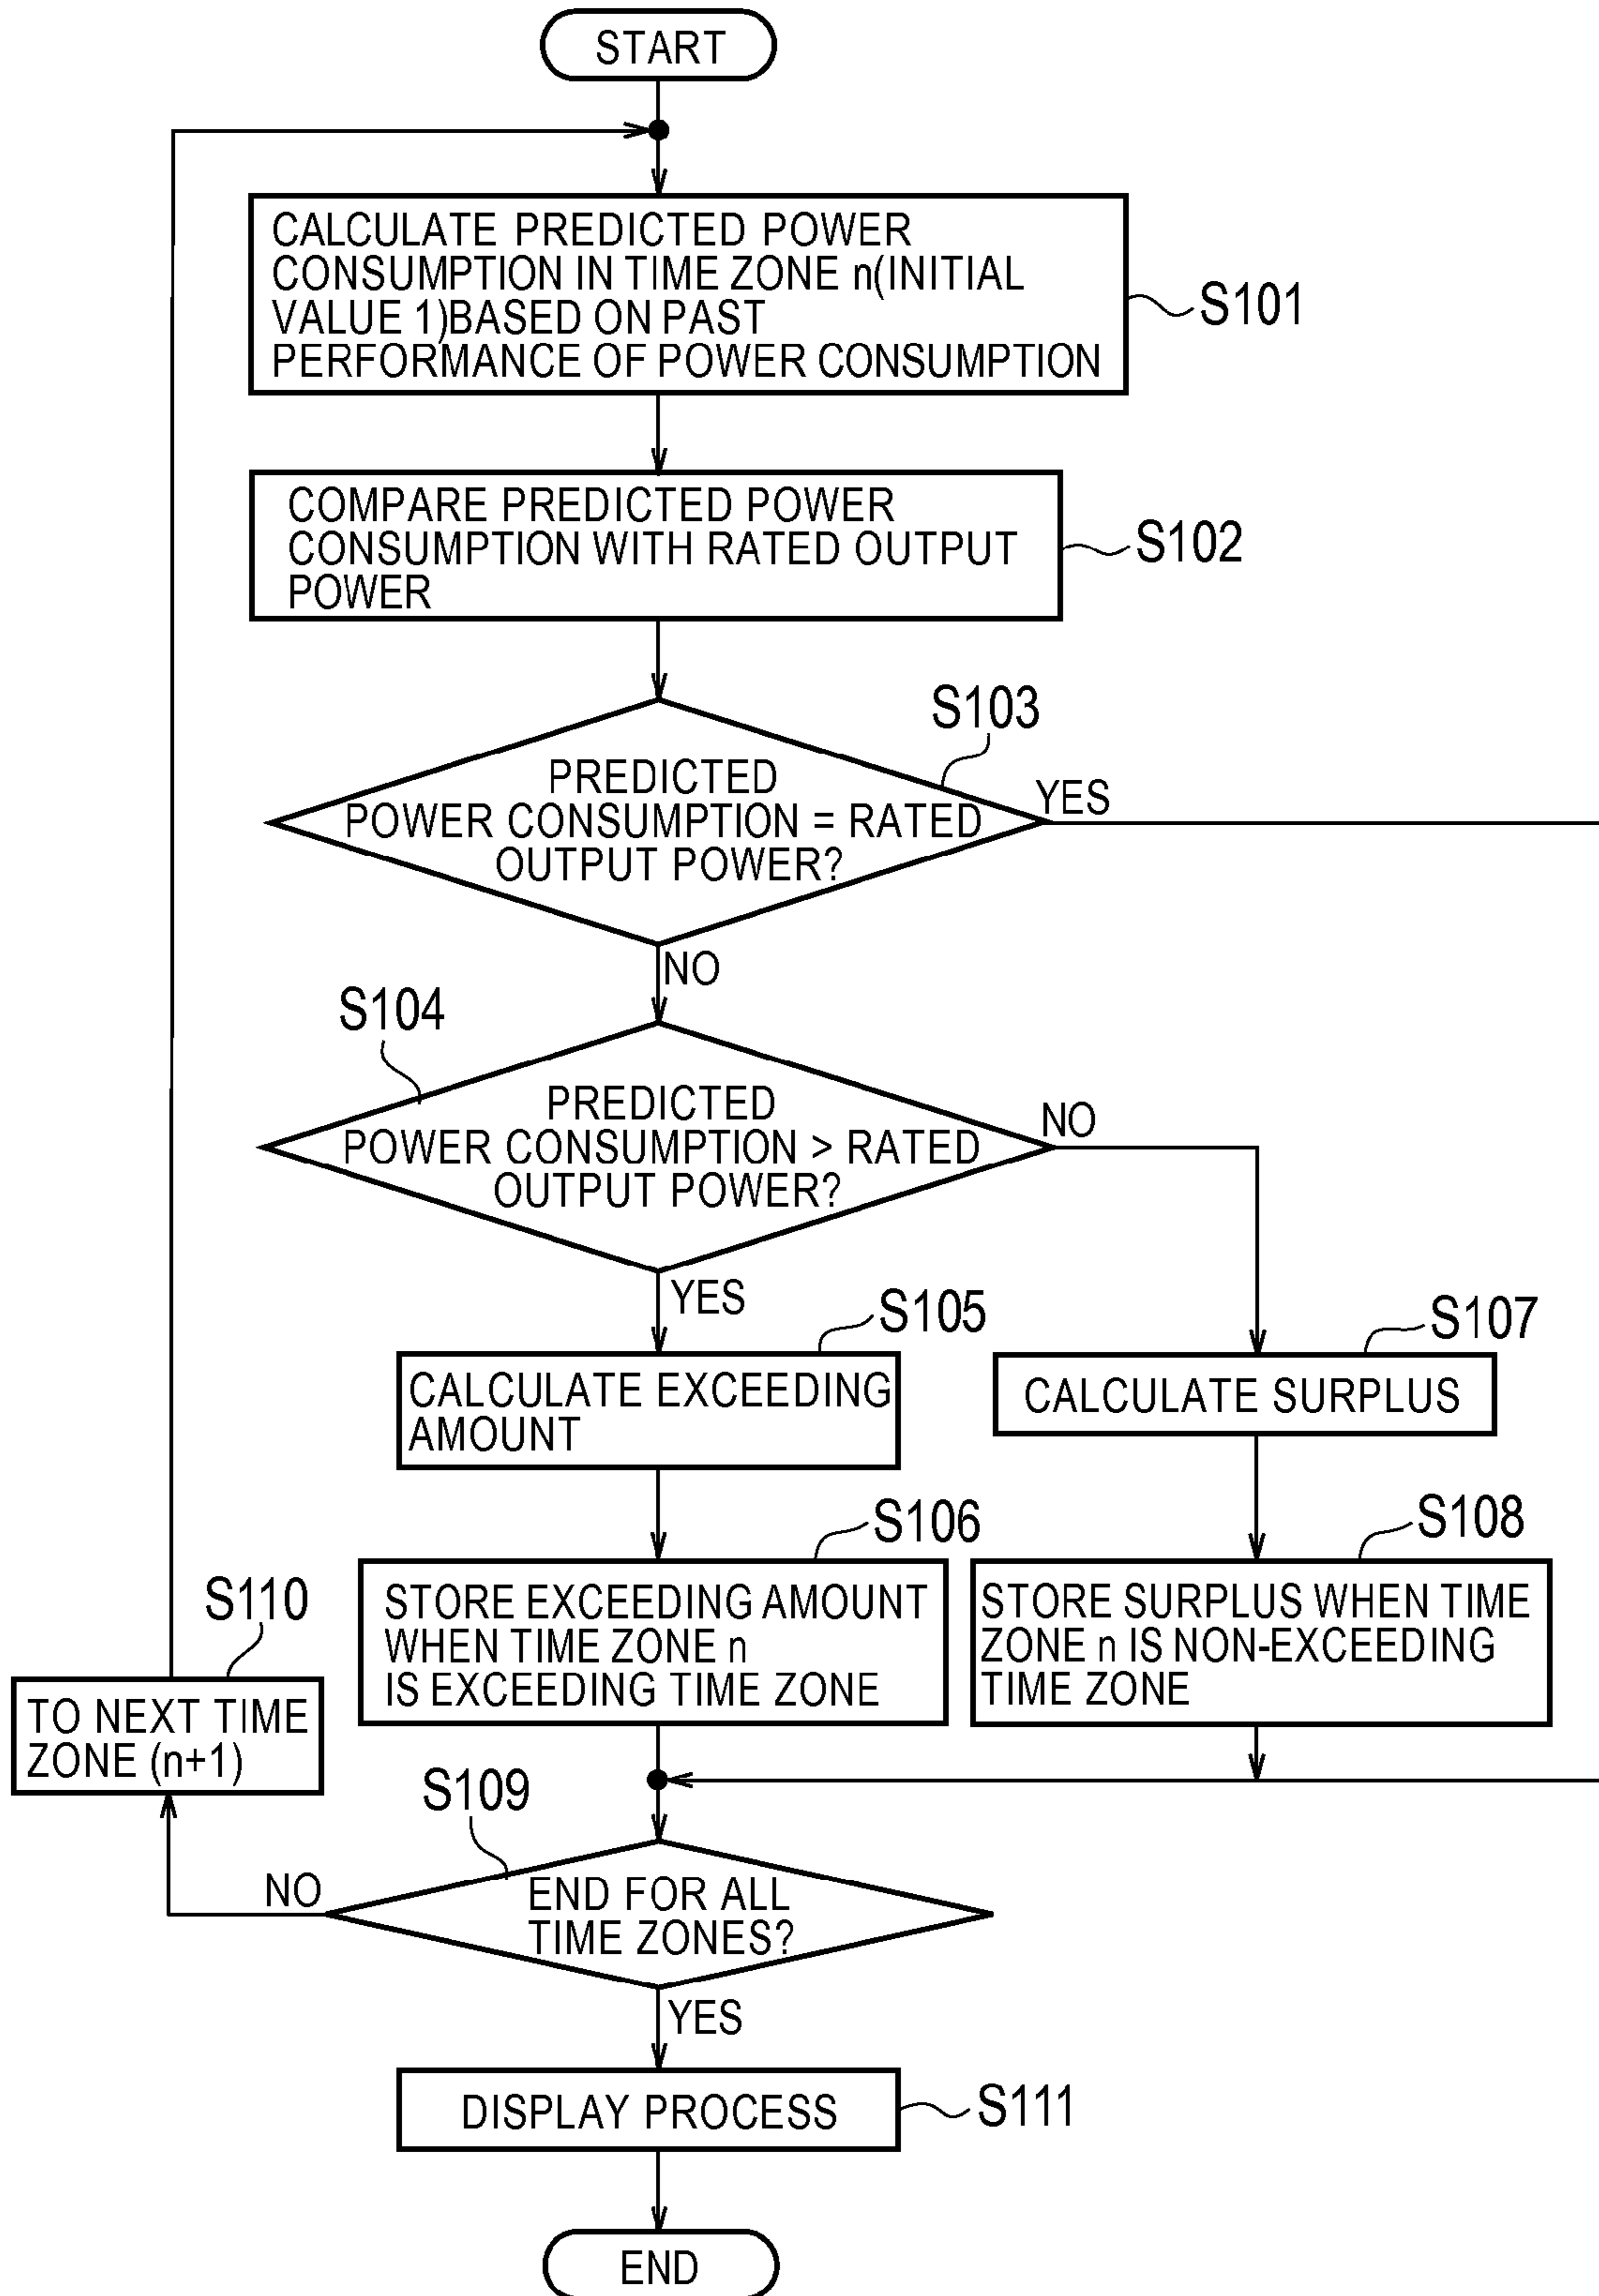 START
CALCULATE PREDICTED POWER
CONSUMPTION IN TIME ZONE n(INITIAL
VALUE 1)BASED ON PAST
PERFORMANCE OF POWER CONSUMPTION
S101
COMPARE PREDICTED POWER
CONSUMPTION WITH RATED OUTPUT
POWER
S102
S103
PREDICTED
POWER CONSUMPTION = RATED
OUTPUT POWER?
YES
NO
S104
PREDICTED
POWER CONSUMPTION > RATED
OUTPUT POWER?
NO
YES
S105
CALCULATE EXCEEDING
AMOUNT
S107
CALCULATE SURPLUS
S106
STORE EXCEEDING AMOUNT
WHEN TIME ZONE n
IS EXCEEDING TIME ZONE
S108
STORE SURPLUS WHEN TIME
ZONE n IS NON-EXCEEDING
TIME ZONE
S110
TO NEXT TIME
ZONE (n+1)
S109
END FOR ALL
TIME ZONES?
NO
YES
DISPLAY PROCESS
S111
END